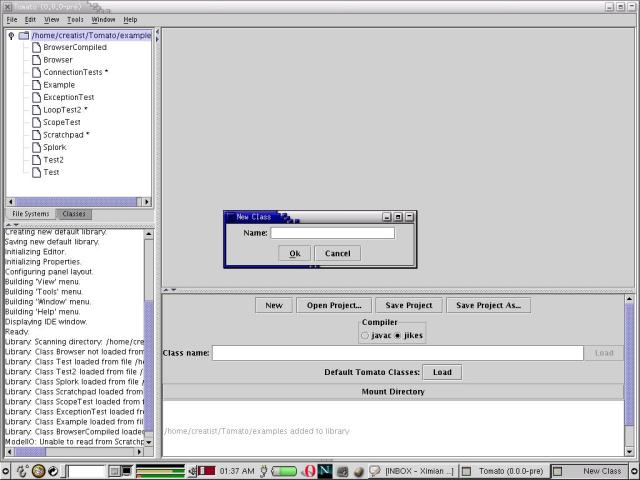 Tomato (0.0.0-pre)
File Edit View Tools Window Help
/home/creatist/Tomato/example
BrowserCompiled
Browser
ConnectionTests *
Example
ExceptionTest
LoopTest2 *
ScopeTest
Scratchpad *
Splork
Test2
Test
File Systems Classes
Creating new default library.
Saving new default library.
Initializing Editor.
Initializing Properties.
Configuring panel layout.
Building 'View' menu.
Building 'Tools' menu.
Building 'Window' menu.
Building 'Help' menu.
Displaying IDE window.
Ready.
Library: Scanning directory: /home/cre
Library: Class Browser not loaded from
Library: Class Test loaded from file /h
Library: Class Test2 loaded from file /
Library: Class Splork loaded from file /
Library: Class Scratchpad loaded from
Library: Class ScopeTest loaded from f
Library: Class ExceptionTest loaded fr
Library: Class Example loaded from fil
Library: Class BrowserCompiled loaded
ModelIO: Unable to read from Scratchp
New Class
Name:
Ok Cancel
New Open Project... Save Project Save Project As...
Compiler
javac jikes
Class name: Load
Default Tomato Classes: Load
Mount Directory
/home/creatist/Tomato/examples added to library
01:37 AM N [INBOX - Ximian ... Tomato (0.0.0-pre) New Class